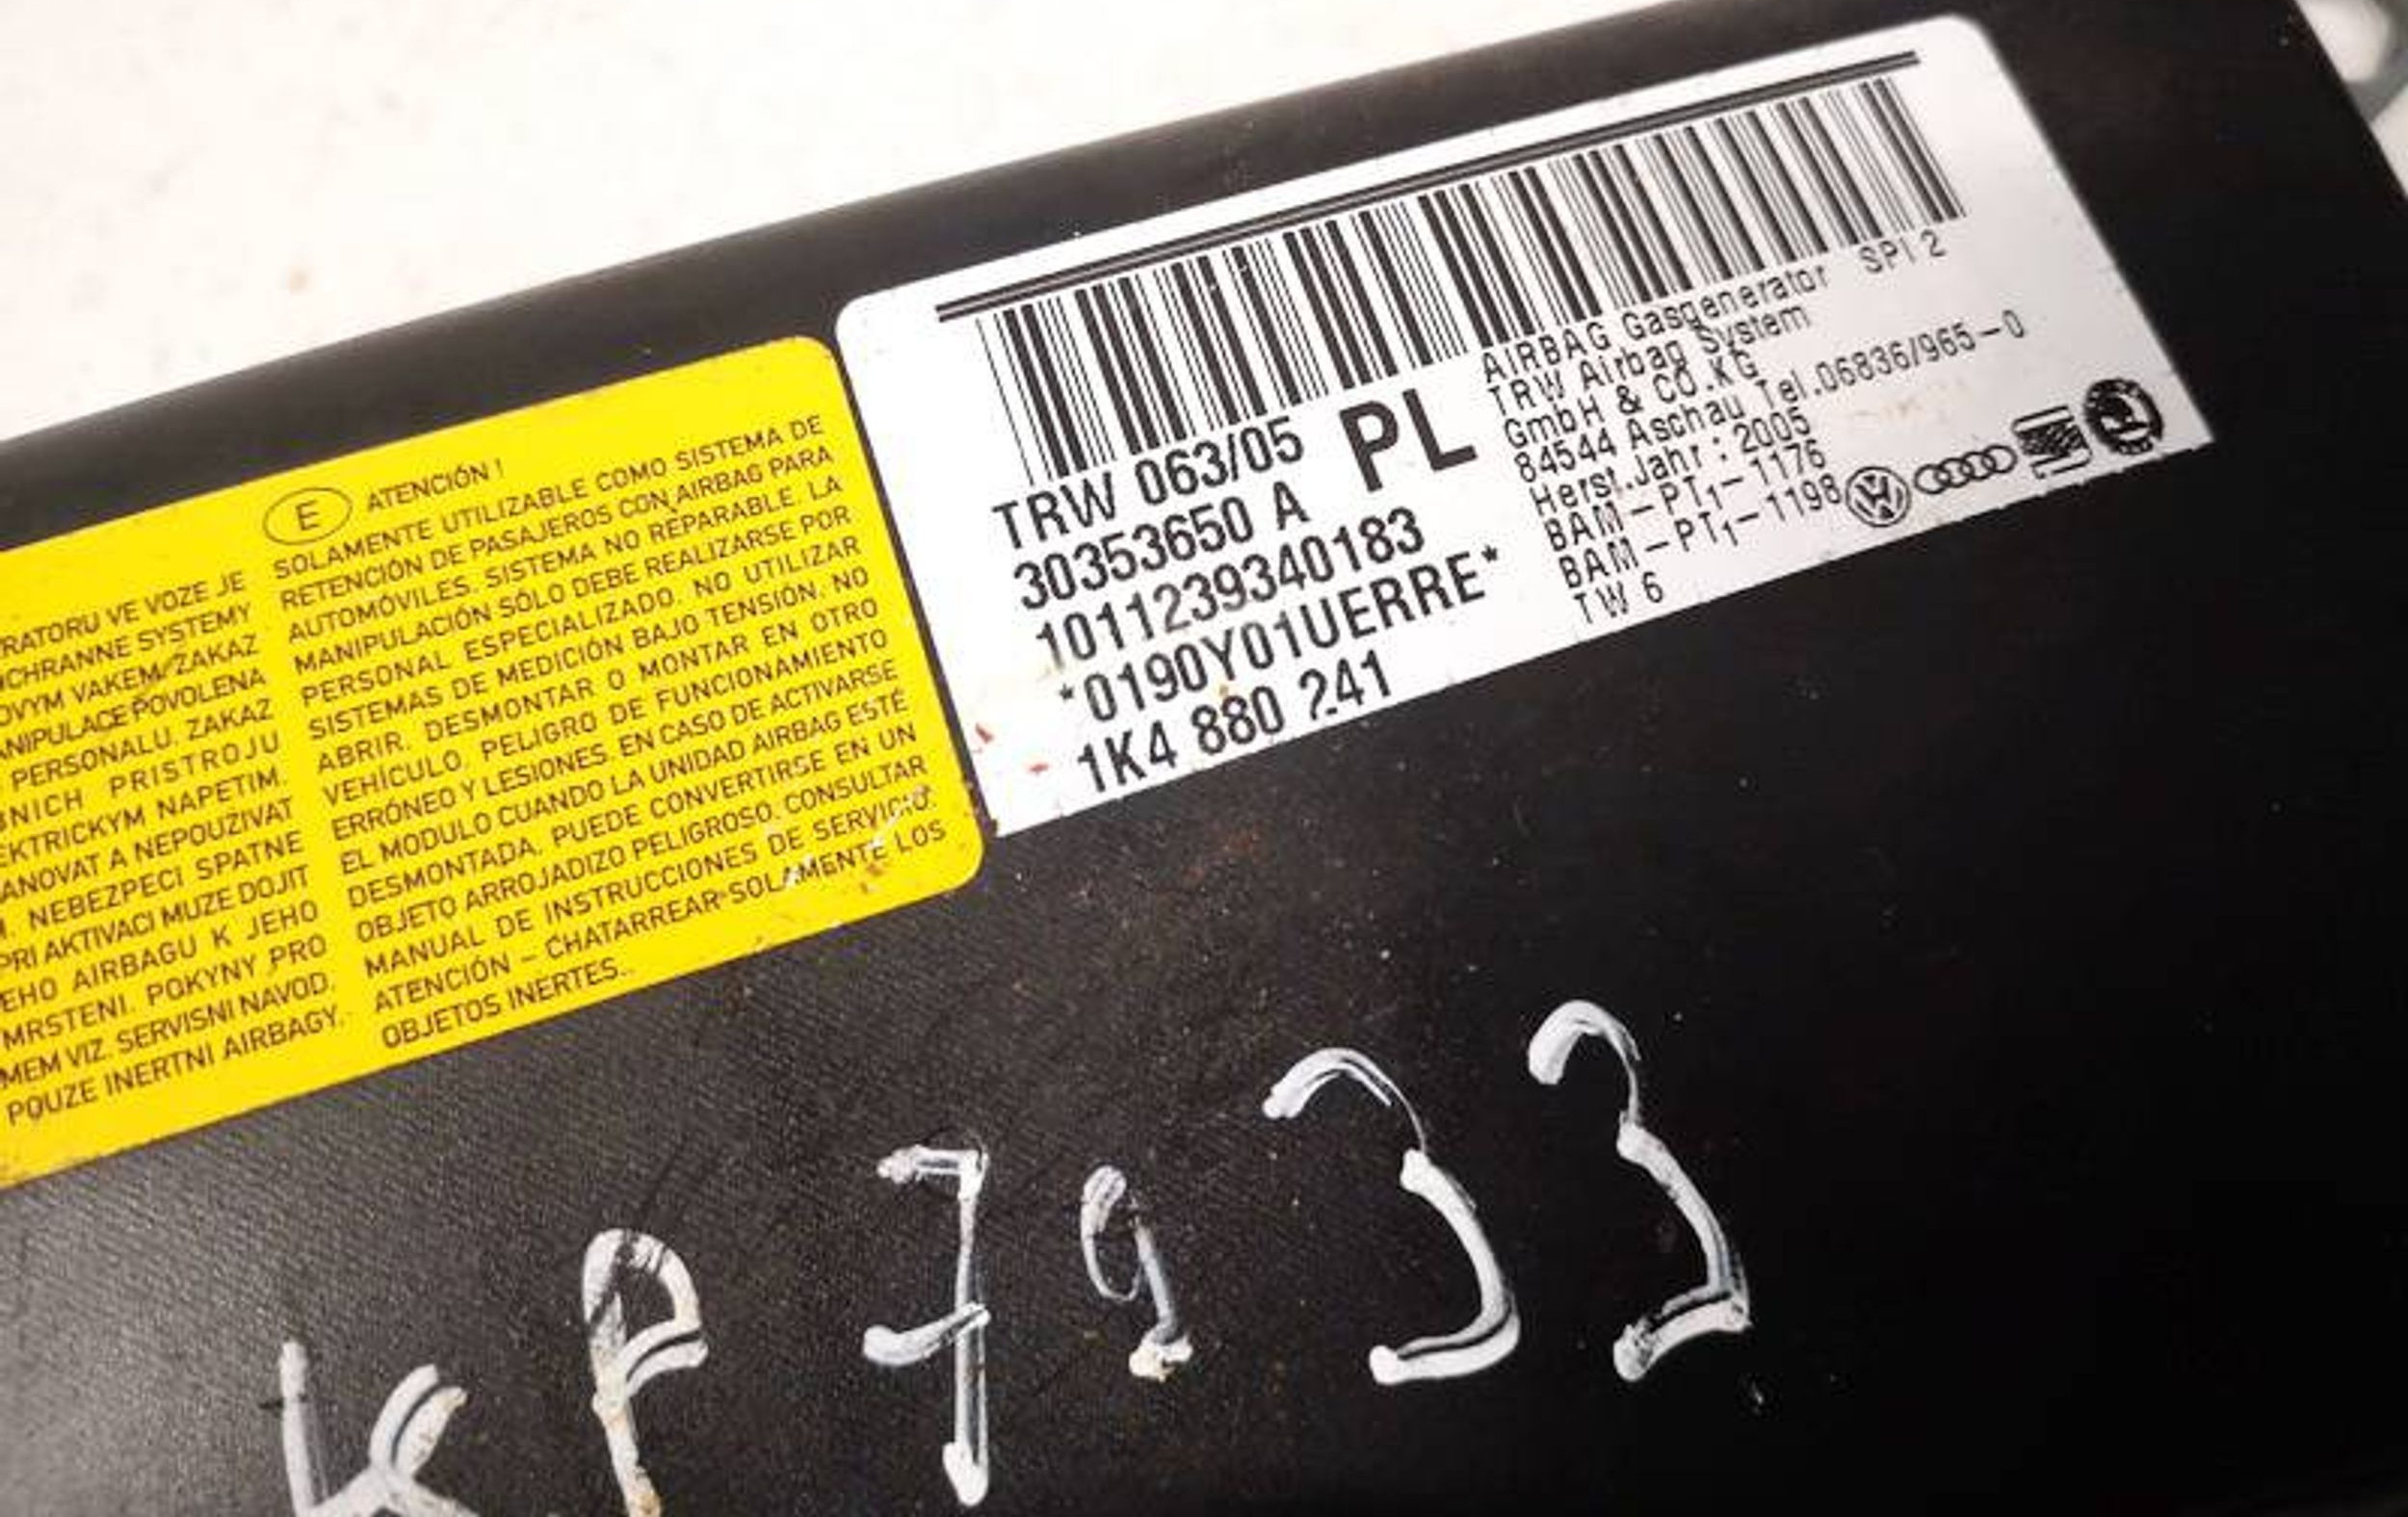 RATORU VE VOZE JE
CHRANNE SYSTEMY
OVYM VAKEM. ZAKAZ
ANIPULACE POVOLENA
PERSONALU. ZAKAZ
BNICH PRISTROJU
EKTRICKYM NAPETIM.
ANOVAT A NEPOUZIVAT
. NEBEZPECI SPATNE
PRI AKTIVACI MUZE DOJIT
EHO AIRBAGU K JEHO
MRSTENI. POKYNY PRO
MEM VIZ. SERVISNI NAVOD.
POUZE INERTNI AIRBAGY.
E ATENCIÓN !
SOLAMENTE UTILIZABLE COMO SISTEMA DE
RETENCIÓN DE PASAJEROS CON AIRBAG PARA
AUTOMÓVILES. SISTEMA NO REPARABLE. LA
MANIPULACIÓN SÓLO DEBE REALIZARSE POR
PERSONAL ESPECIALIZADO. NO UTILIZAR
SISTEMAS DE MEDICIÓN BAJO TENSIÓN. NO
ABRIR, DESMONTAR O MONTAR EN OTRO
VEHÍCULO. PELIGRO DE FUNCIONAMIENTO
ERRÓNEO Y LESIONES. EN CASO DE ACTIVARSE
EL MODULO CUANDO LA UNIDAD AIRBAG ESTÉ
DESMONTADA, PUEDE CONVERTIRSE EN UN
OBJETO ARROJADIZO PELIGROSO. CONSULTAR
MANUAL DE INSTRUCCIONES DE SERVICIO.
ATENCIÓN – CHATARREAR SOLAMENTE LOS
OBJETOS INERTES..
TRW 063/05 PL
30353650 A
1011239340183
*0190Y01UERRE*
1K4 880 241
AIRBAG Gasgenerator SPI 2
TRW Airbag System
GmbH & CO.KG
84544 Aschau Tel.06836/965-0
Herst.Jahr: 2005
BAM-PT1-1176
BAM-PT1-1198
TW 6
KP7933